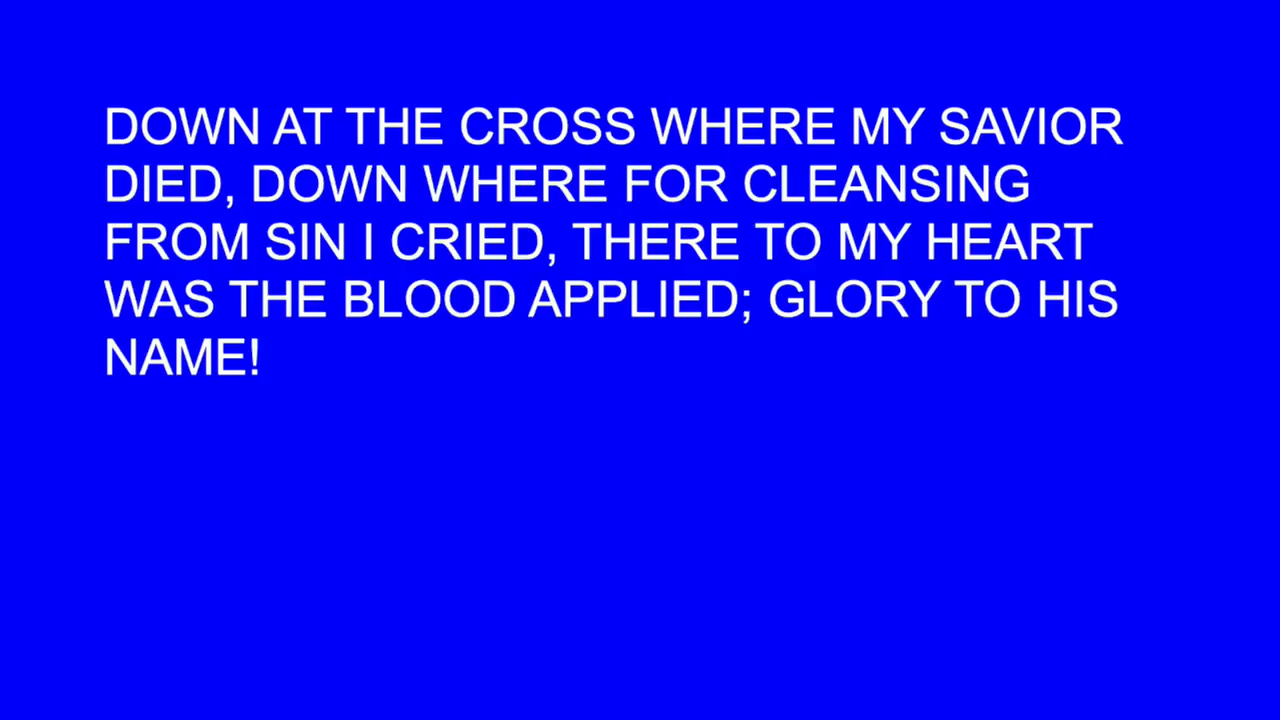 DOWN AT THE CROSS WHERE MY SAVIOR
DIED, DOWN WHERE FOR CLEANSING
FROM SIN I CRIED, THERE TO MY HEART
WAS THE BLOOD APPLIED; GLORY TO HIS
NAME!